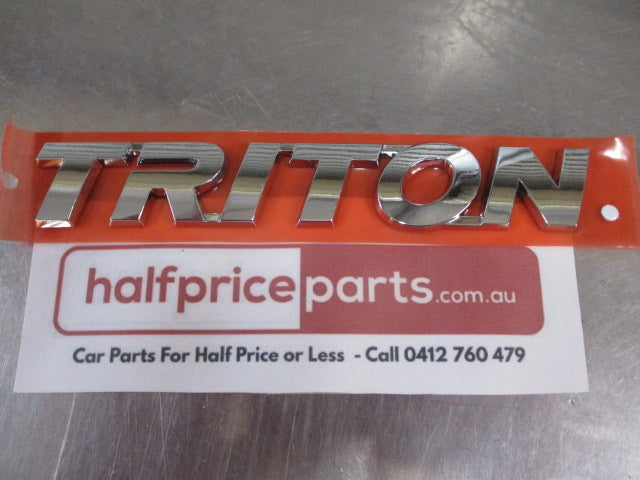 TRITON
halfpriceparts.com.au
Car Parts For Half Price or Less - Call 0412 760 479